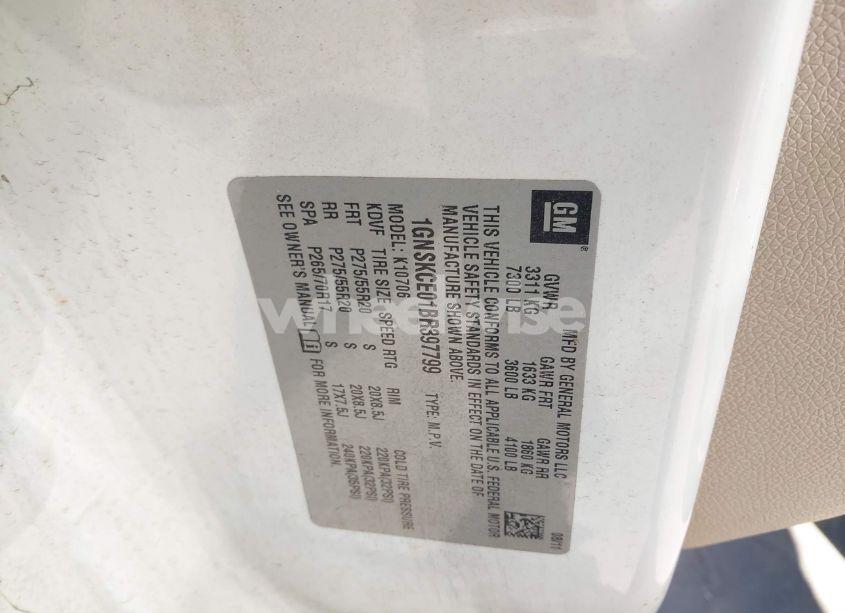 GM®
MFD BY GENERAL MOTORS LLC 08/11
GVWR GAWR FRT GAWR RR
3311 KG 1633 KG 1860 KG
7300 LB 3600 LB 4100 LB
THIS VEHICLE CONFORMS TO ALL APPLICABLE U.S. FEDERAL MOTOR
VEHICLE SAFETY STANDARDS IN EFFECT ON THE DATE OF
MANUFACTURE SHOWN ABOVE.
1GNSKCE01BR397799 TYPE: M.P.V.
MODEL: K10706
KDVF TIRE SIZE SPEED RTG RIM COLD TIRE PRESSURE
FRT P275/55R20 S 20X8.5J 220KPA(32PSI)
RR P275/55R20 S 20X8.5J 220KPA(32PSI)
SPA P265/70R17 S 17X7.5J 240KPA(35PSI)
SEE OWNER'S MANUAL FOR MORE INFORMATION.
wheelwise